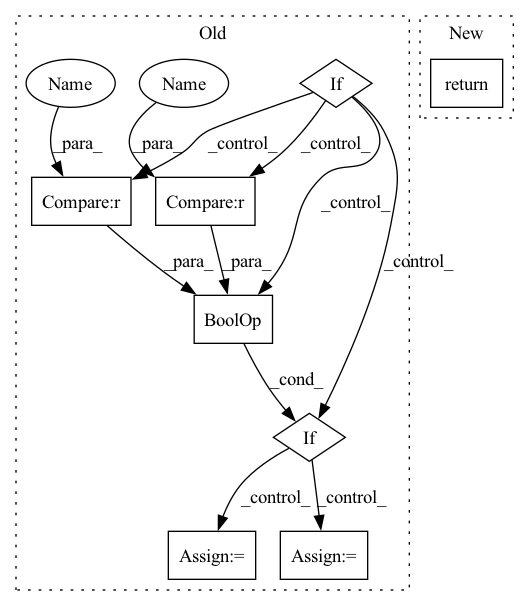 Old
New
Name
Name
If
return
_para_
_para_
_control_
_control_
Compare:r
Compare:r
_control_
_para_
_para_
_control_
BoolOp
_cond_
If
_control_
_control_
Assign:=
Assign:=